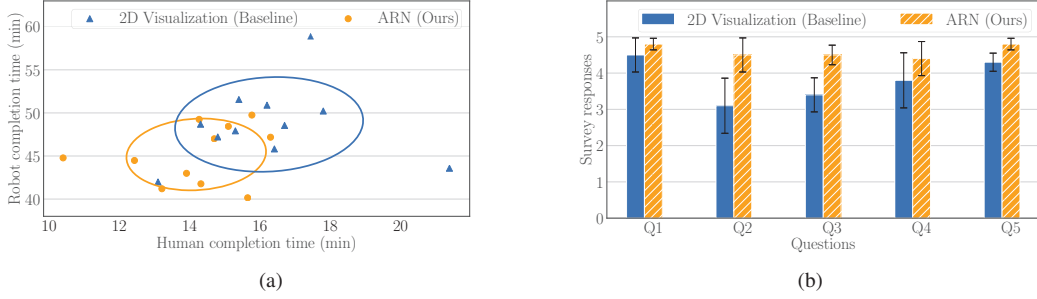 2D Visualization (Baseline)
ARN (Ours)
Robot completion time (min)
60
55
50
45
40
10
12
14
16
18
20
Human completion time (min)
(a)
2D Visualization (Baseline)
ARN (Ours)
Survey responses
5
4
3
2
1
0
Q1
Q2
Q3
Q4
Q5
Questions
(b)